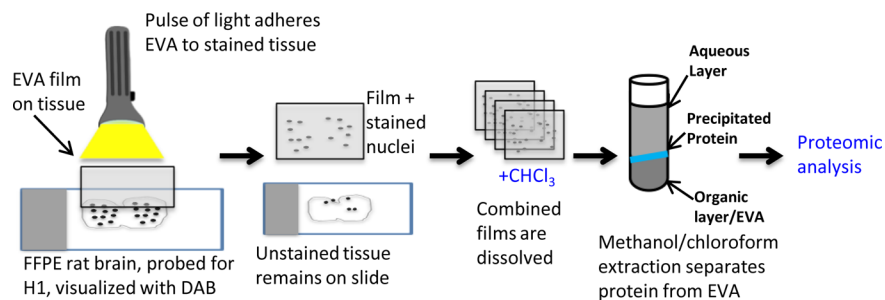 Pulse of light adheres
EVA to stained tissue
EVA film
on tissue
FFPE rat brain, probed for
H1, visualized with DAB
Film +
stained
nuclei
Unstained tissue
remains on slide
+CHCl₃
Combined
films are
dissolved
Aqueous
Layer
Precipitated
Protein
Organic
layer/EVA
Methanol/chloroform
extraction separates
protein from EVA
Proteomic
analysis